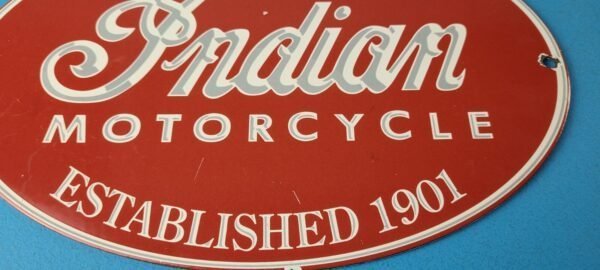 Indian
MOTORCYCLE
ESTABLISHED 1901